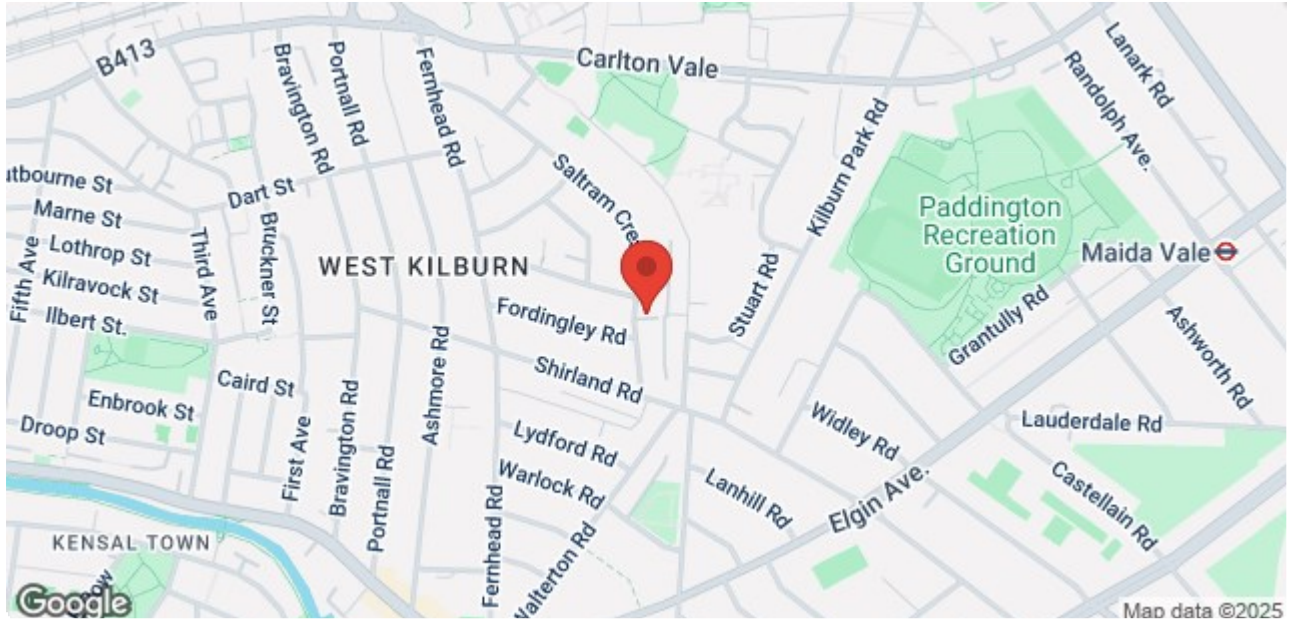 B413
Bravington Rd
Portnall Rd
Fernhead Rd
Carlton Vale
Lanark Rd
Randolph Ave.
Kilburn Park Rd
Saltram Cres
Dart St
Marne St
Lothrop St
Kilravock St
Ilbert St.
Fifth Ave
Third Ave
Bruckner St
WEST KILBURN
Paddington
Recreation
Ground
Maida Vale
Stuart Rd
Fordingley Rd
Grantully Rd
Ashworth Rd
Shirland Rd
Ashmore Rd
Caird St
Enbrook St
Droop St
First Ave
Bravington Rd
Portnall Rd
Fernhead Rd
Lydford Rd
Warlock Rd
Walterton Rd
Lanhill Rd
Widley Rd
Elgin Ave.
Lauderdale Rd
Castellain Rd
KENSAL TOWN
Google
Map data ©2025